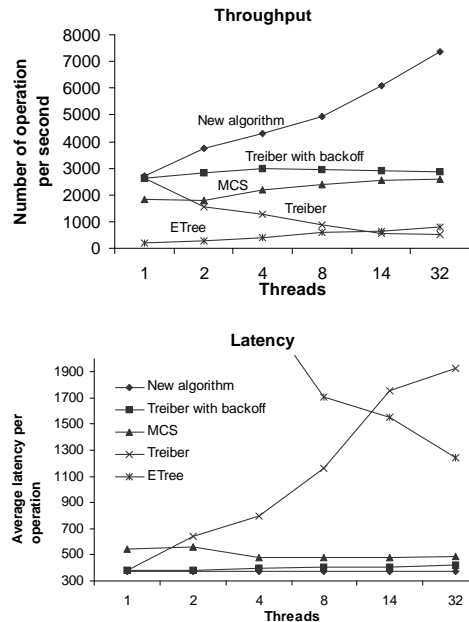 Throughput
Number of operation
per second
8000
7000
6000
5000
4000
3000
2000
1000
0
New algorithm
Treiber with backoff
MCS
Treiber
ETree
1 2 4 8 14 32
Threads
Latency
Average latency per
operation
1900
1700
1500
1300
1100
900
700
500
300
New algorithm
Treiber with backoff
MCS
Treiber
ETree
1 2 4 8 14 32
Threads